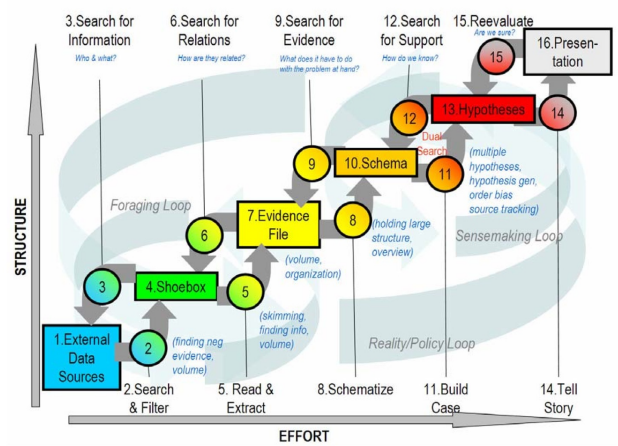 3.Search for
Information
Who & what?
6.Search for
Relations
How are they related?
9.Search for
Evidence
What does it have to do
with the problem at hand?
12.Search
for Support
How do we know?
15.Reevaluate
Are we sure?
15
16.Presen-
tation
13.Hypotheses
14
12
Dual
Search
11
(multiple
hypotheses,
hypothesis gen,
order bias
source tracking)
10.Schema
9
8
(holding large
structure,
overview)
Sensemaking Loop
Foraging Loop
7.Evidence
File
6
(volume,
organization)
4.Shoebox
3
5
(skimming,
finding info,
volume)
Reality/Policy Loop
1.External
Data
Sources
2
(finding neg
evidence,
volume)
2.Search
& Filter
5. Read &
Extract
8.Schematize
11.Build
Case
14.Tell
Story
STRUCTURE
EFFORT